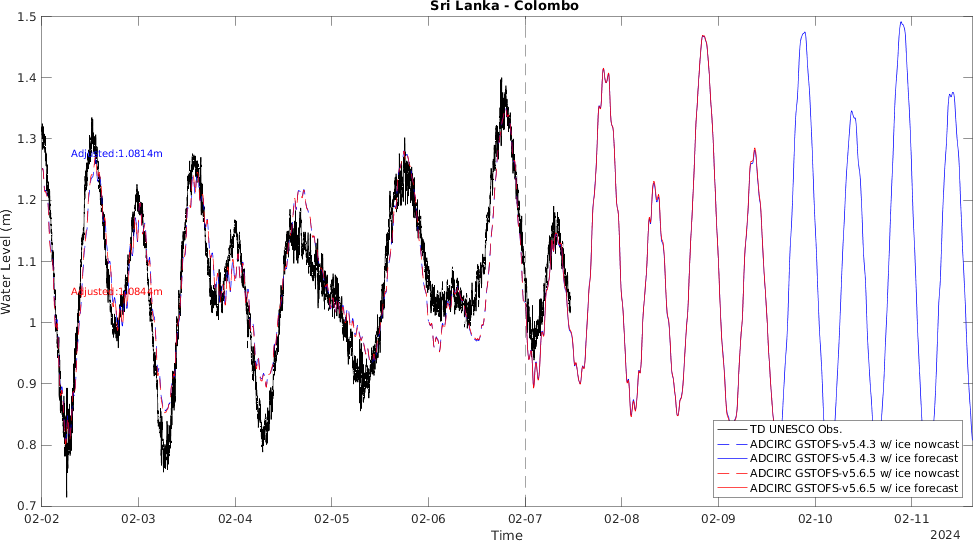 Sri Lanka - Colombo
1.5
1.4
1.3
1.2
1.1
1
0.9
0.8
0.7
Water Level (m)
Adjusted:1.0814m
Adjusted:1.0844m
TD UNESCO Obs.
ADCIRC GSTOFS-v5.4.3 w/ ice nowcast
ADCIRC GSTOFS-v5.4.3 w/ ice forecast
ADCIRC GSTOFS-v5.6.5 w/ ice nowcast
ADCIRC GSTOFS-v5.6.5 w/ ice forecast
02-02 02-03 02-04 02-05 02-06 02-07 02-08 02-09 02-10 02-11
Time
2024